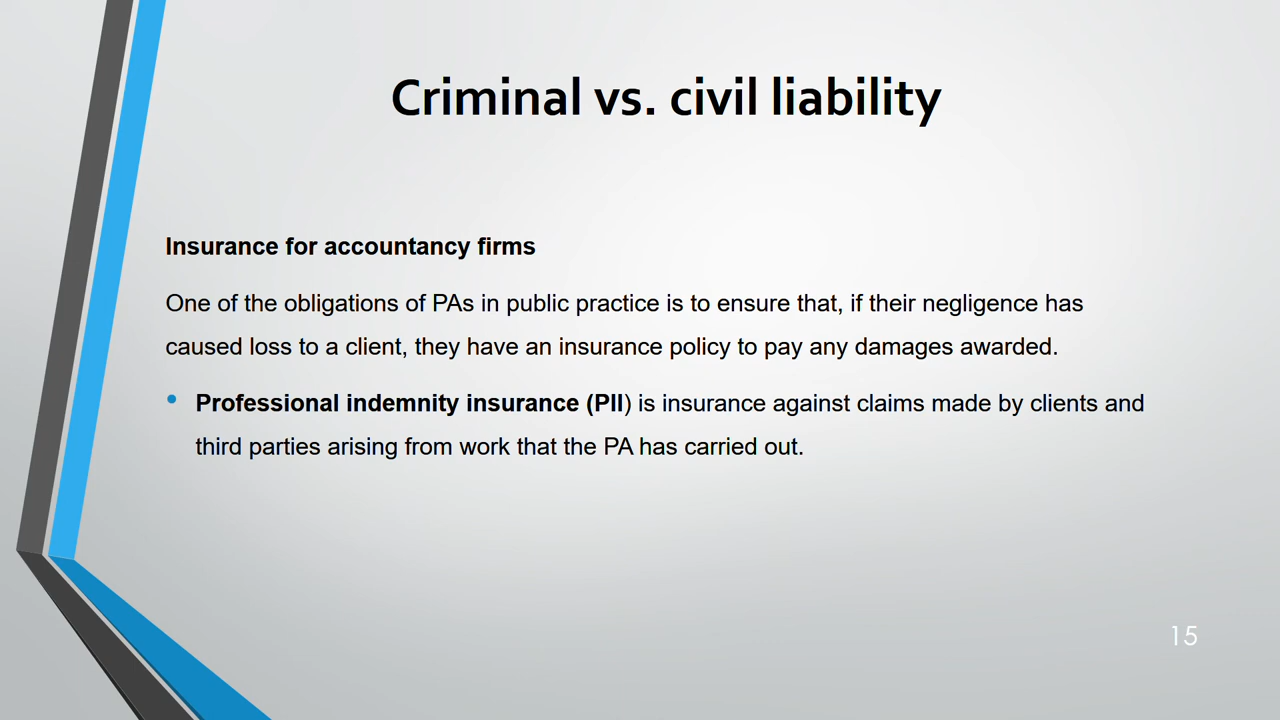 Criminal vs. civil liability
Insurance for accountancy firms
One of the obligations of PAs in public practice is to ensure that, if their negligence has
caused loss to a client, they have an insurance policy to pay any damages awarded.
• Professional indemnity insurance (PII) is insurance against claims made by clients and
third parties arising from work that the PA has carried out.
15